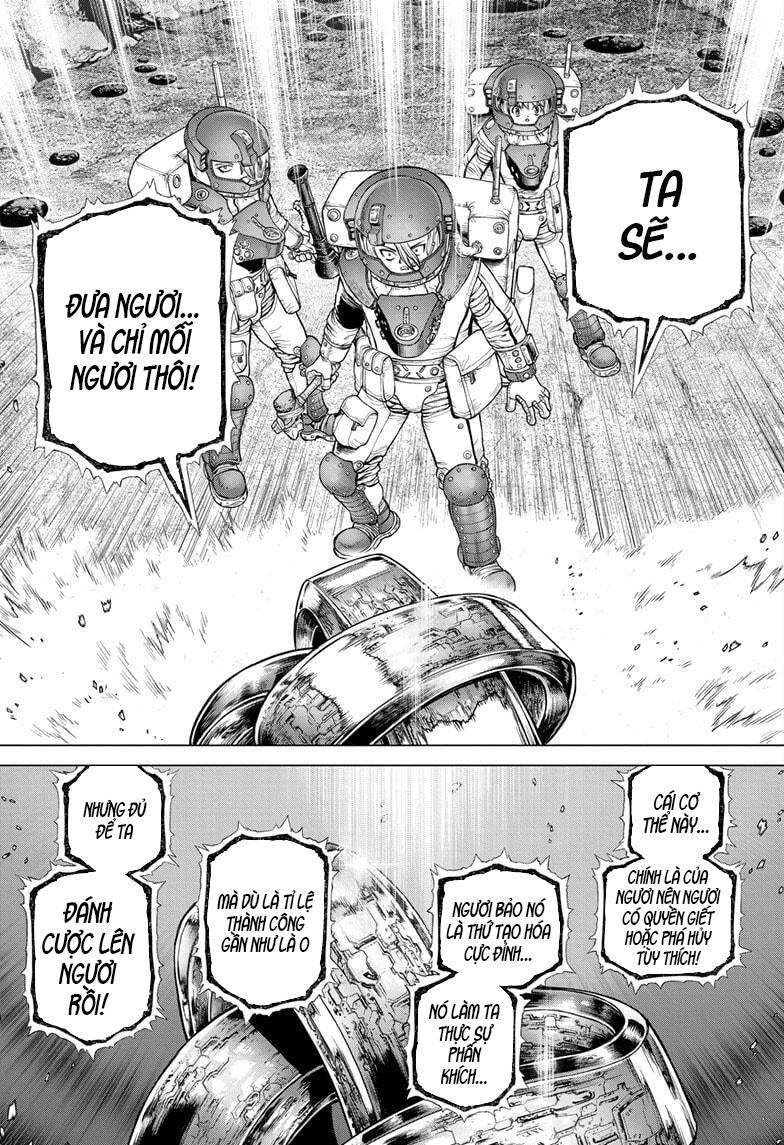 TA
SẼ...
ĐƯA NGƯƠI...
VÀ CHỈ MỖI
NGƯƠI THÔI!
CÁI CƠ
THỂ NÀY...
CHÍNH LÀ CỦA
NGƯƠI NÊN NGƯƠI
CÓ QUYỀN GIẾT
HOẶC PHÁ HỦY
TÙY THÍCH!
NGƯƠI BẢO NÓ
LÀ THỨ TẠO HÓA
CỰC ĐỈNH...
NÓ LÀM TA
THỰC SỰ
PHẤN
KHÍCH...
MÀ DÙ LÀ TỈ LỆ
THÀNH CÔNG
GẦN NHƯ LÀ 0
NHƯNG ĐỦ
ĐỂ TA
ĐÁNH
CƯỢC LÊN
NGƯƠI
RỒI!